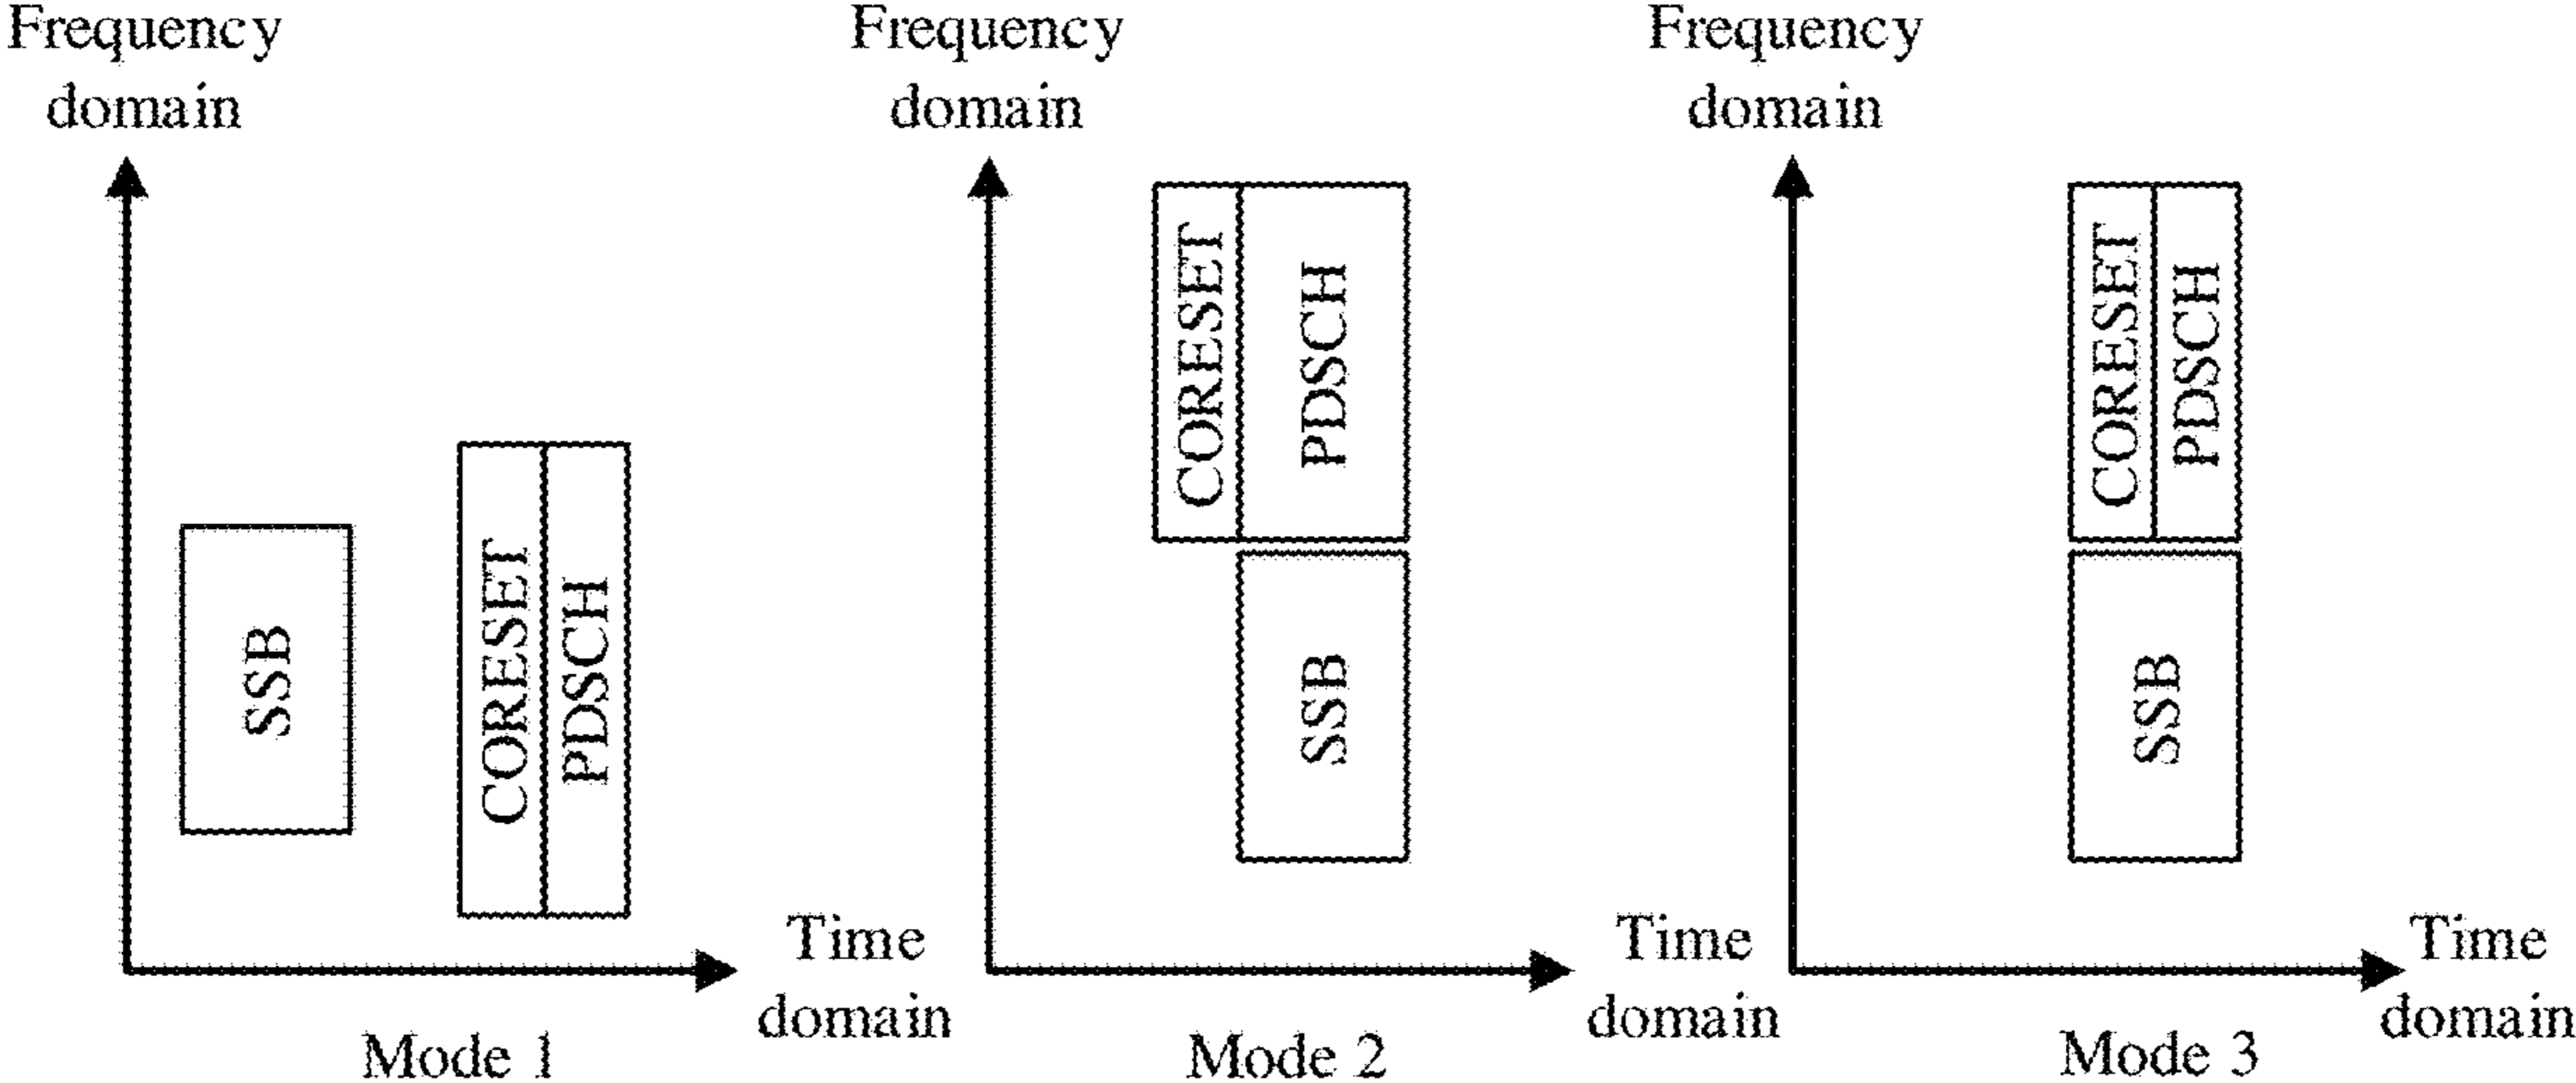 Frequency
domain
Frequency
domain
Frequency
domain
SSB
CORESET
PDSCH
CORESET
PDSCH
SSB
CORESET
PDSCH
SSB
Time
domain
Time
domain
Time
domain
Mode 1
Mode 2
Mode 3